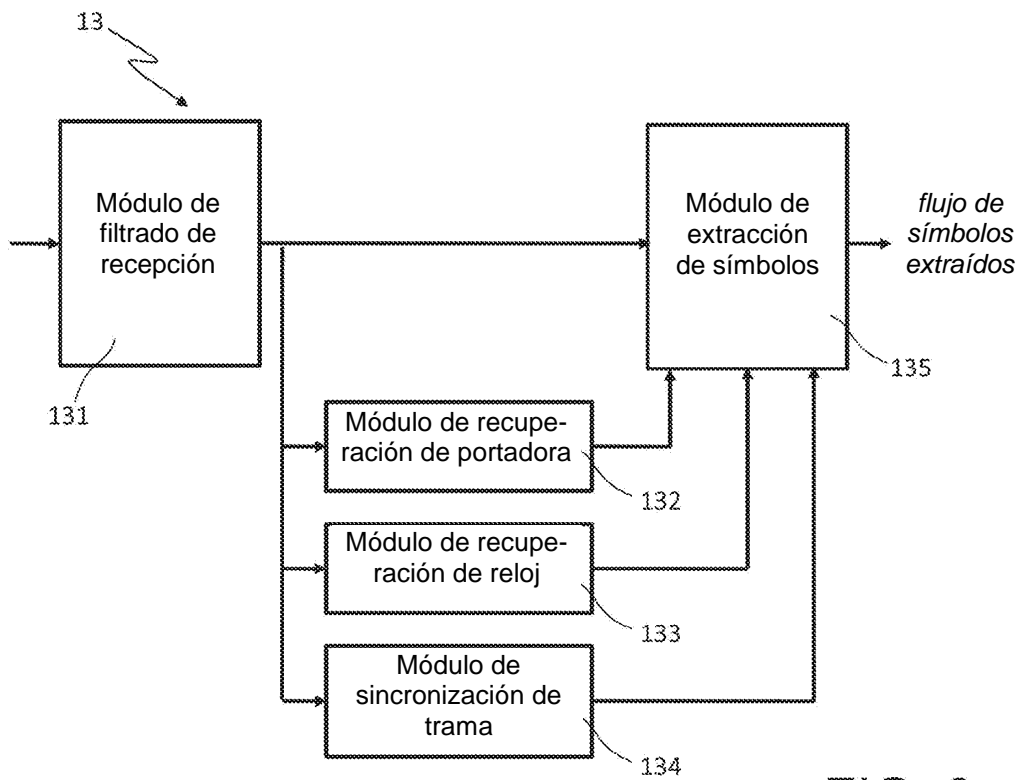 13
Módulo de
filtrado de
recepción
131
Módulo de
extracción
de símbolos
135
flujo de
símbolos
extraídos
Módulo de recupe-
ración de portadora
132
Módulo de recupe-
ración de reloj
133
Módulo de
sincronización de
trama
134